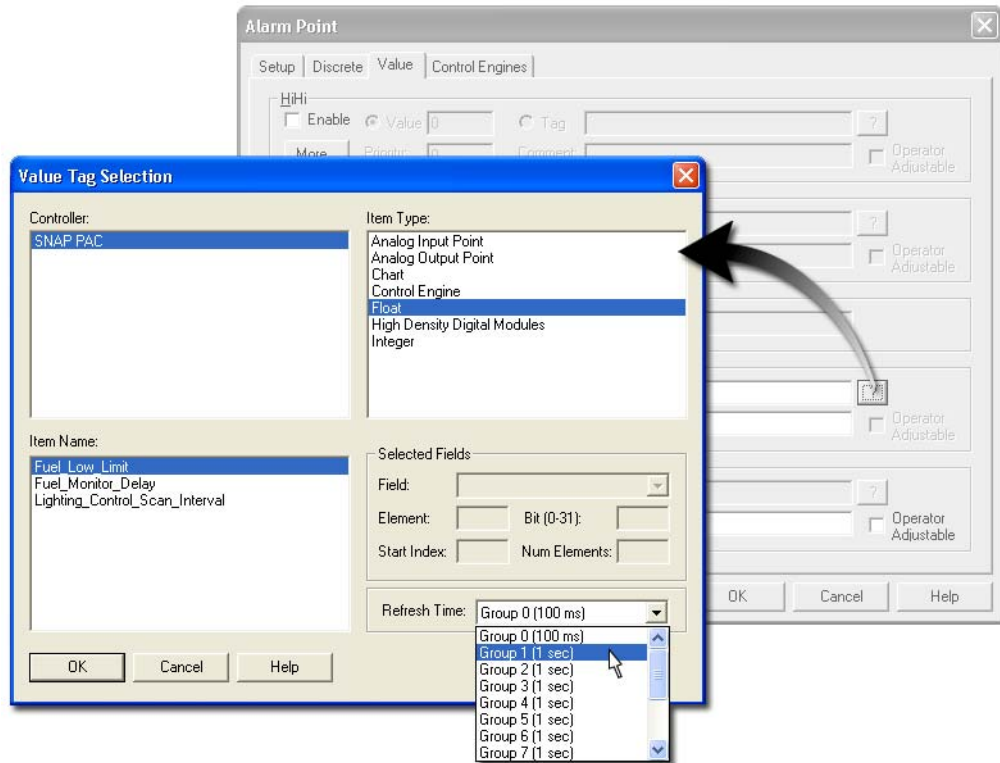 Alarm Point
Setup Discrete Value Control Engines
HiHi
Enable Value 0 Tag ?
More Priority: 0 Comment: Operator Adjustable
Value Tag Selection
Controller:
SNAP PAC
Item Type:
Analog Input Point
Analog Output Point
Chart
Control Engine
Float
High Density Digital Modules
Integer
Item Name:
Fuel_Low_Limit
Fuel_Monitor_Delay
Lighting_Control_Scan_Interval
Selected Fields
Field:
Element: Bit (0-31):
Start Index: Num Elements:
Refresh Time: Group 0 (100 ms)
Group 0 (100 ms)
Group 1 (1 sec)
Group 2 (1 sec)
Group 3 (1 sec)
Group 4 (1 sec)
Group 5 (1 sec)
Group 6 (1 sec)
Group 7 (1 sec)
OK Cancel Help
?
Operator
Adjustable
?
Operator
Adjustable
?
Operator
Adjustable
OK Cancel Help